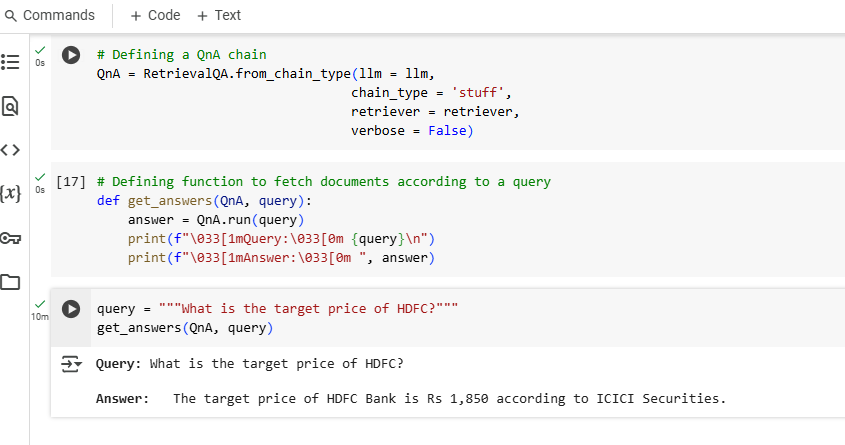 Commands + Code + Text
0s
# Defining a QnA chain
QnA = RetrievalQA.from_chain_type(llm = llm,
chain_type = 'stuff',
retriever = retriever,
verbose = False)
0s
[17] # Defining function to fetch documents according to a query
def get_answers(QnA, query):
answer = QnA.run(query)
print(f"\033[1mQuery:\033[0m {query}\n")
print(f"\033[1mAnswer:\033[0m ", answer)
10m
query = """What is the target price of HDFC?"""
get_answers(QnA, query)
Query: What is the target price of HDFC?
Answer: The target price of HDFC Bank is Rs 1,850 according to ICICI Securities.